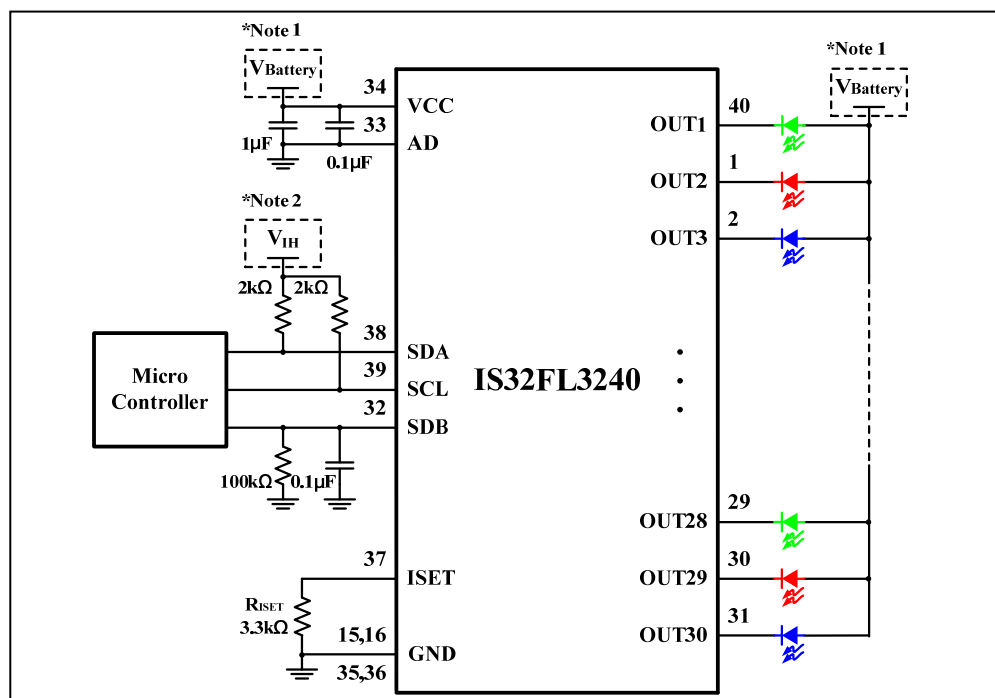 *Note 1
VBattery
34
VCC
33
AD
1µF
0.1µF
*Note 2
VIH
2kΩ 2kΩ
Micro
Controller
38
SDA
39
SCL
32
SDB
100kΩ 0.1µF
37
ISET
RISET
3.3kΩ
15,16
GND
35,36
IS32FL3240
*Note 1
VBattery
40
OUT1
1
OUT2
2
OUT3
29
OUT28
30
OUT29
31
OUT30